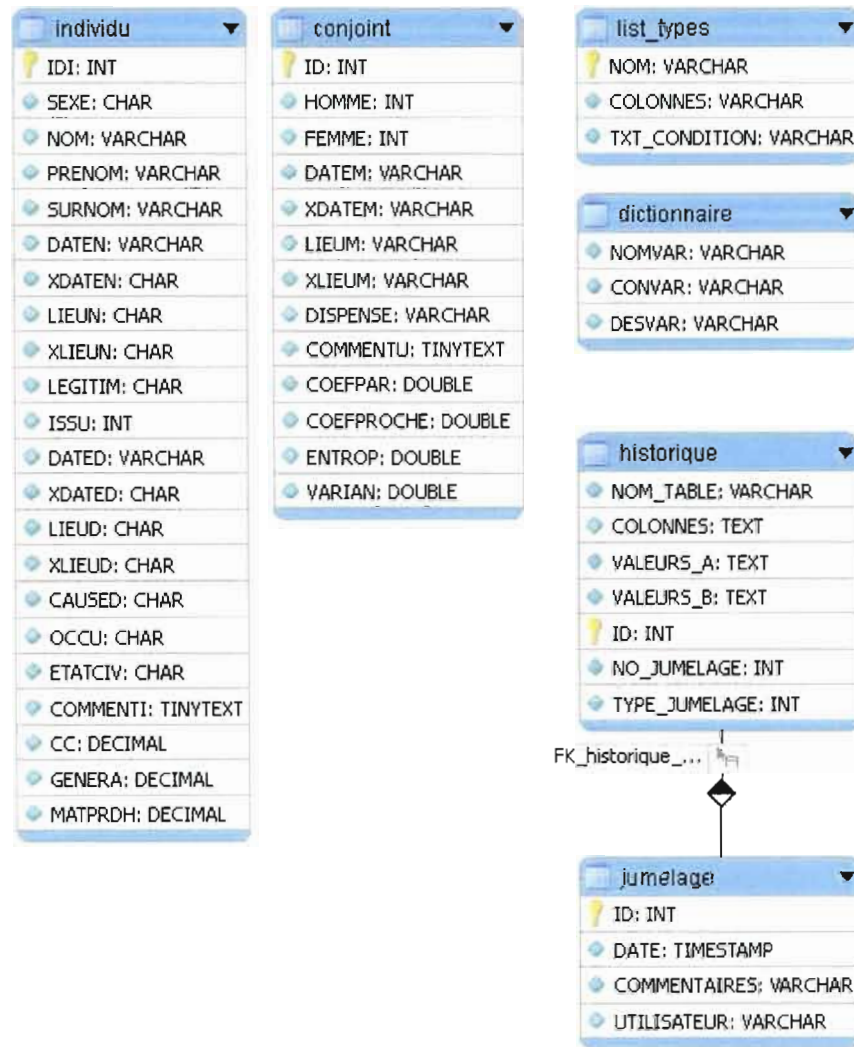 individu
IDI: INT
SEXE: CHAR
NOM: VARCHAR
PRENOM: VARCHAR
SURNOM: VARCHAR
DATEN: VARCHAR
XDATEN: CHAR
LIEUN: CHAR
XLIEUN: CHAR
LEGITIM: CHAR
ISSU: INT
DATED: VARCHAR
XDATED: CHAR
LIEUD: CHAR
XLIEUD: CHAR
CAUSED: CHAR
OCCU: CHAR
ETATCIV: CHAR
COMMENTI: TINYTEXT
CC: DECIMAL
GENERA: DECIMAL
MATPRDH: DECIMAL
conjoint
ID: INT
HOMME: INT
FEMME: INT
DATEM: VARCHAR
XDATEM: VARCHAR
LIEUM: VARCHAR
XLIEUM: VARCHAR
DISPENSE: VARCHAR
COMMENTU: TINYTEXT
COEFPAR: DOUBLE
COEFPROCHE: DOUBLE
ENTROP: DOUBLE
VARIAN: DOUBLE
list_types
NOM: VARCHAR
COLONNES: VARCHAR
TXT_CONDITION: VARCHAR
dictionnaire
NOMVAR: VARCHAR
CONVAR: VARCHAR
DESVAR: VARCHAR
historique
NOM_TABLE: VARCHAR
COLONNES: TEXT
VALEURS_A: TEXT
VALEURS_B: TEXT
ID: INT
NO_JUMELAGE: INT
TYPE_JUMELAGE: INT
FK_historique_...
jumelage
ID: INT
DATE: TIMESTAMP
COMMENTAIRES: VARCHAR
UTILISATEUR: VARCHAR